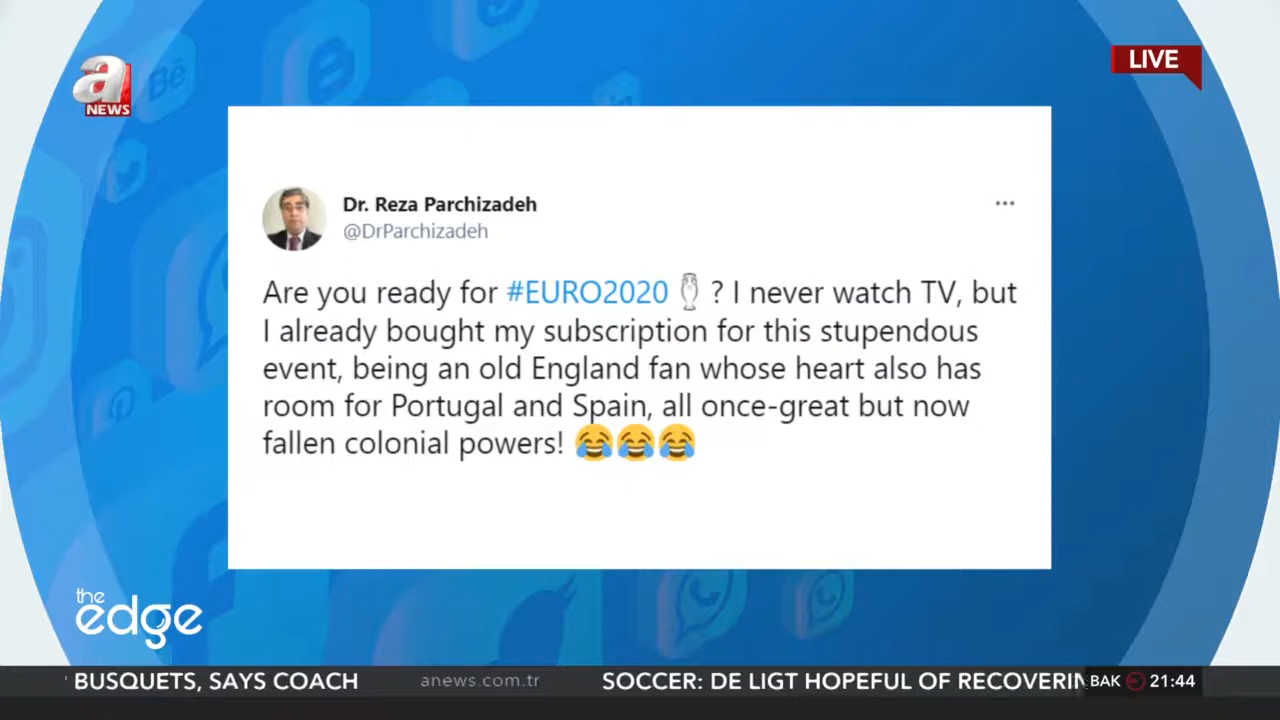 a
NEWS
LIVE
Dr. Reza Parchizadeh
@DrParchizadeh
Are you ready for #EURO2020 ? I never watch TV, but
I already bought my subscription for this stupendous
event, being an old England fan whose heart also has
room for Portugal and Spain, all once-great but now
fallen colonial powers! 😂😂😂
the
edge
' BUSQUETS, SAYS COACH anews.com.tr SOCCER: DE LIGT HOPEFUL OF RECOVERIN BAK 21:44